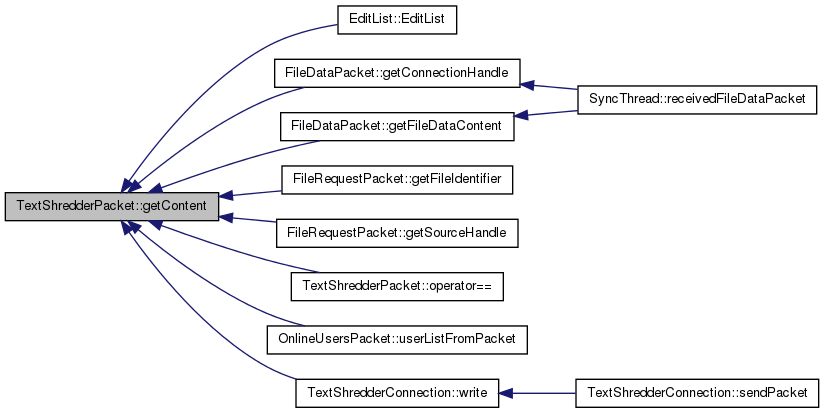 EditList::EditList
FileDataPacket::getConnectionHandle
SyncThread::receivedFileDataPacket
FileDataPacket::getFileDataContent
FileRequestPacket::getFileIdentifier
TextShredderPacket::getContent
FileRequestPacket::getSourceHandle
TextShredderPacket::operator==
OnlineUsersPacket::userListFromPacket
TextShredderConnection::write
TextShredderConnection::sendPacket